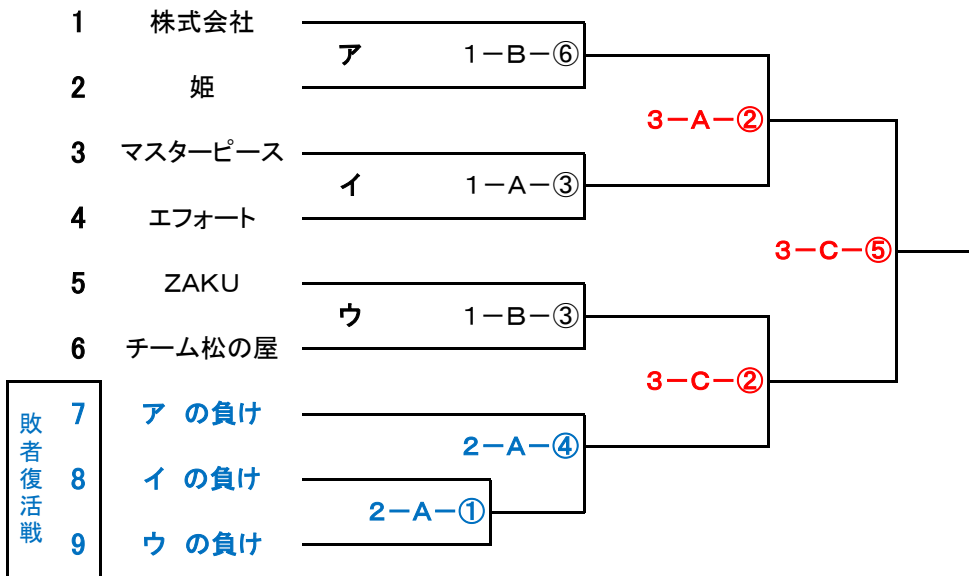 1 株式会社
ア 1－B－⑥
2 姫
3－A－②
3 マスターピース
イ 1－A－③
4 エフォート
3－C－⑤
5 ZAKU
ウ 1－B－③
6 チーム松の屋
3－C－②
敗者復活戦
7 ア の負け
2－A－④
8 イ の負け
2－A－①
9 ウ の負け